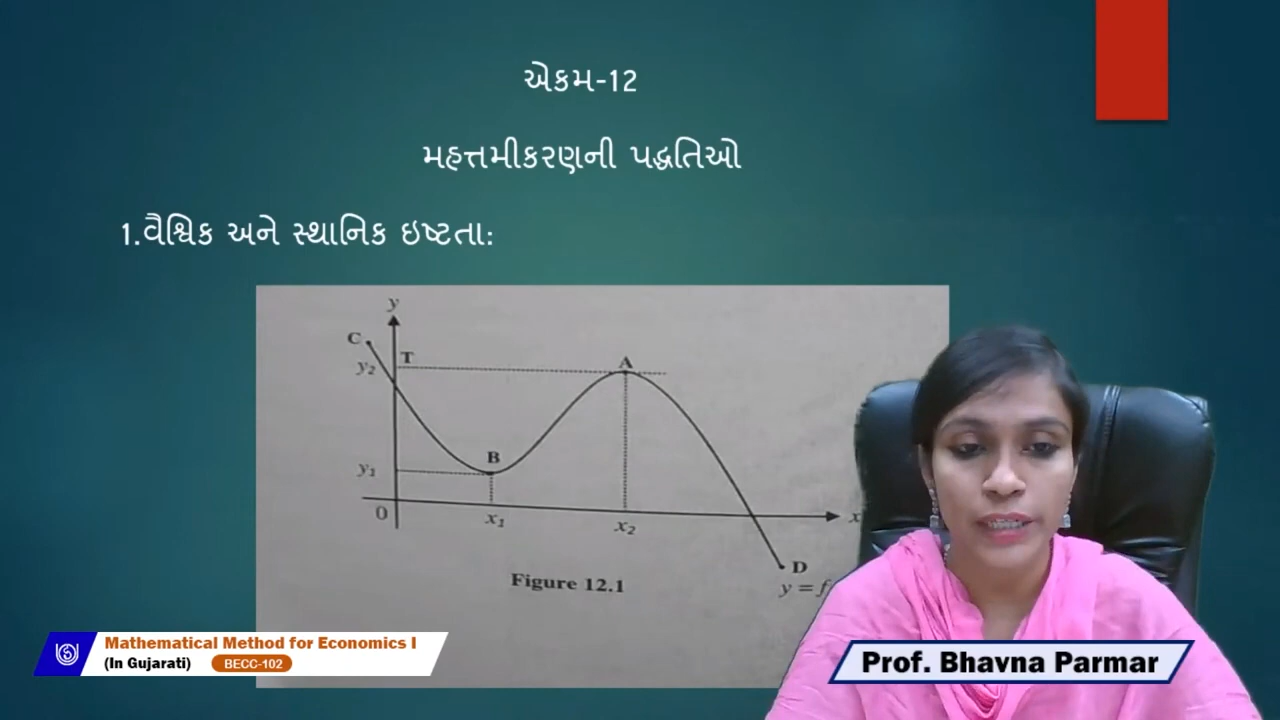 એકમ-12
મહત્તમીકરણની પદ્ધતિઓ
1.વૈશ્વિક અને સ્થાનિક ઇષ્ટતા:
y
C
T
A
y₂
B
y₁
0
x₁
x₂
x
D
Figure 12.1
y = f
Mathematical Method for Economics I
(In Gujarati) BECC-102
Prof. Bhavna Parmar